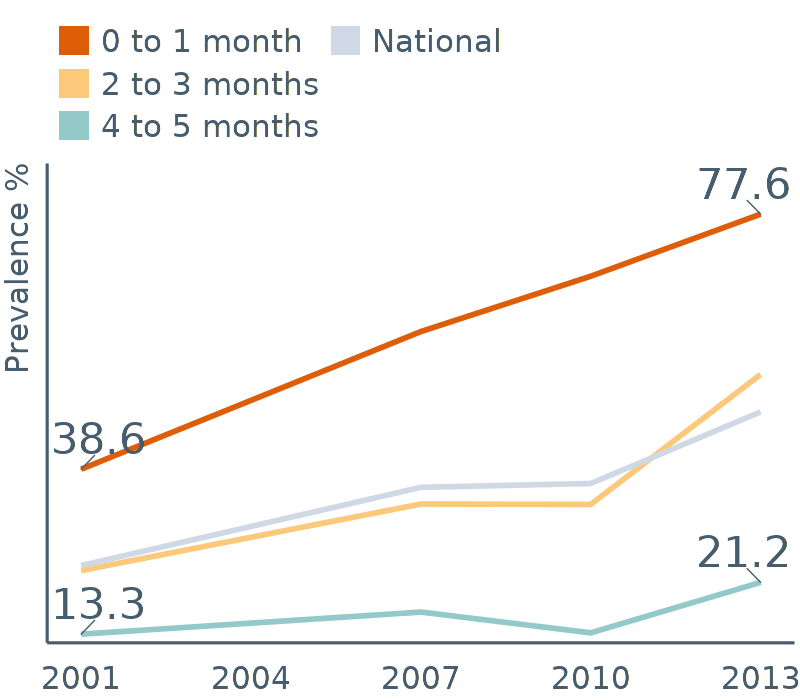 0 to 1 month
National
2 to 3 months
4 to 5 months
Prevalence %
77.6
38.6
21.2
13.3
2001
2004
2007
2010
2013